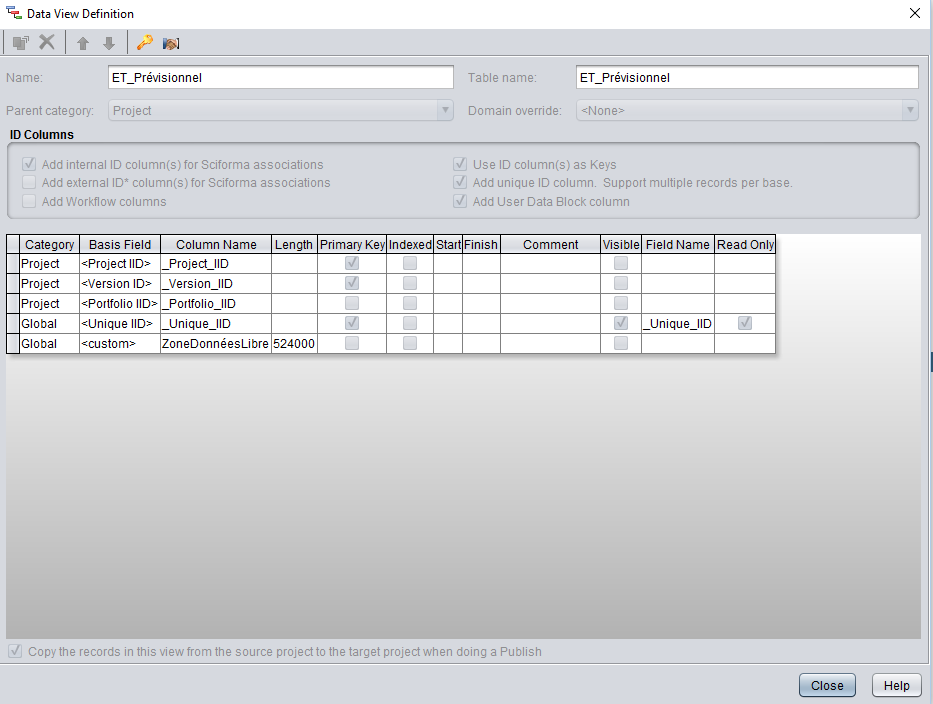 Data View Definition
Name: ET_Prévisionnel Table name: ET_Prévisionnel
Parent category: Project Domain override: <None>
ID Columns
Add internal ID column(s) for Sciforma associations Use ID column(s) as Keys
Add external ID* column(s) for Sciforma associations Add unique ID column. Support multiple records per base.
Add Workflow columns Add User Data Block column
Category Basis Field Column Name Length Primary Key Indexed Start Finish Comment Visible Field Name Read Only
Project <Project IID> _Project_IID
Project <Version ID> _Version_IID
Project <Portfolio IID> _Portfolio_IID
Global <Unique IID> _Unique_IID _Unique_IID
Global <custom> ZoneDonnéesLibre 524000
Copy the records in this view from the source project to the target project when doing a Publish
Close Help